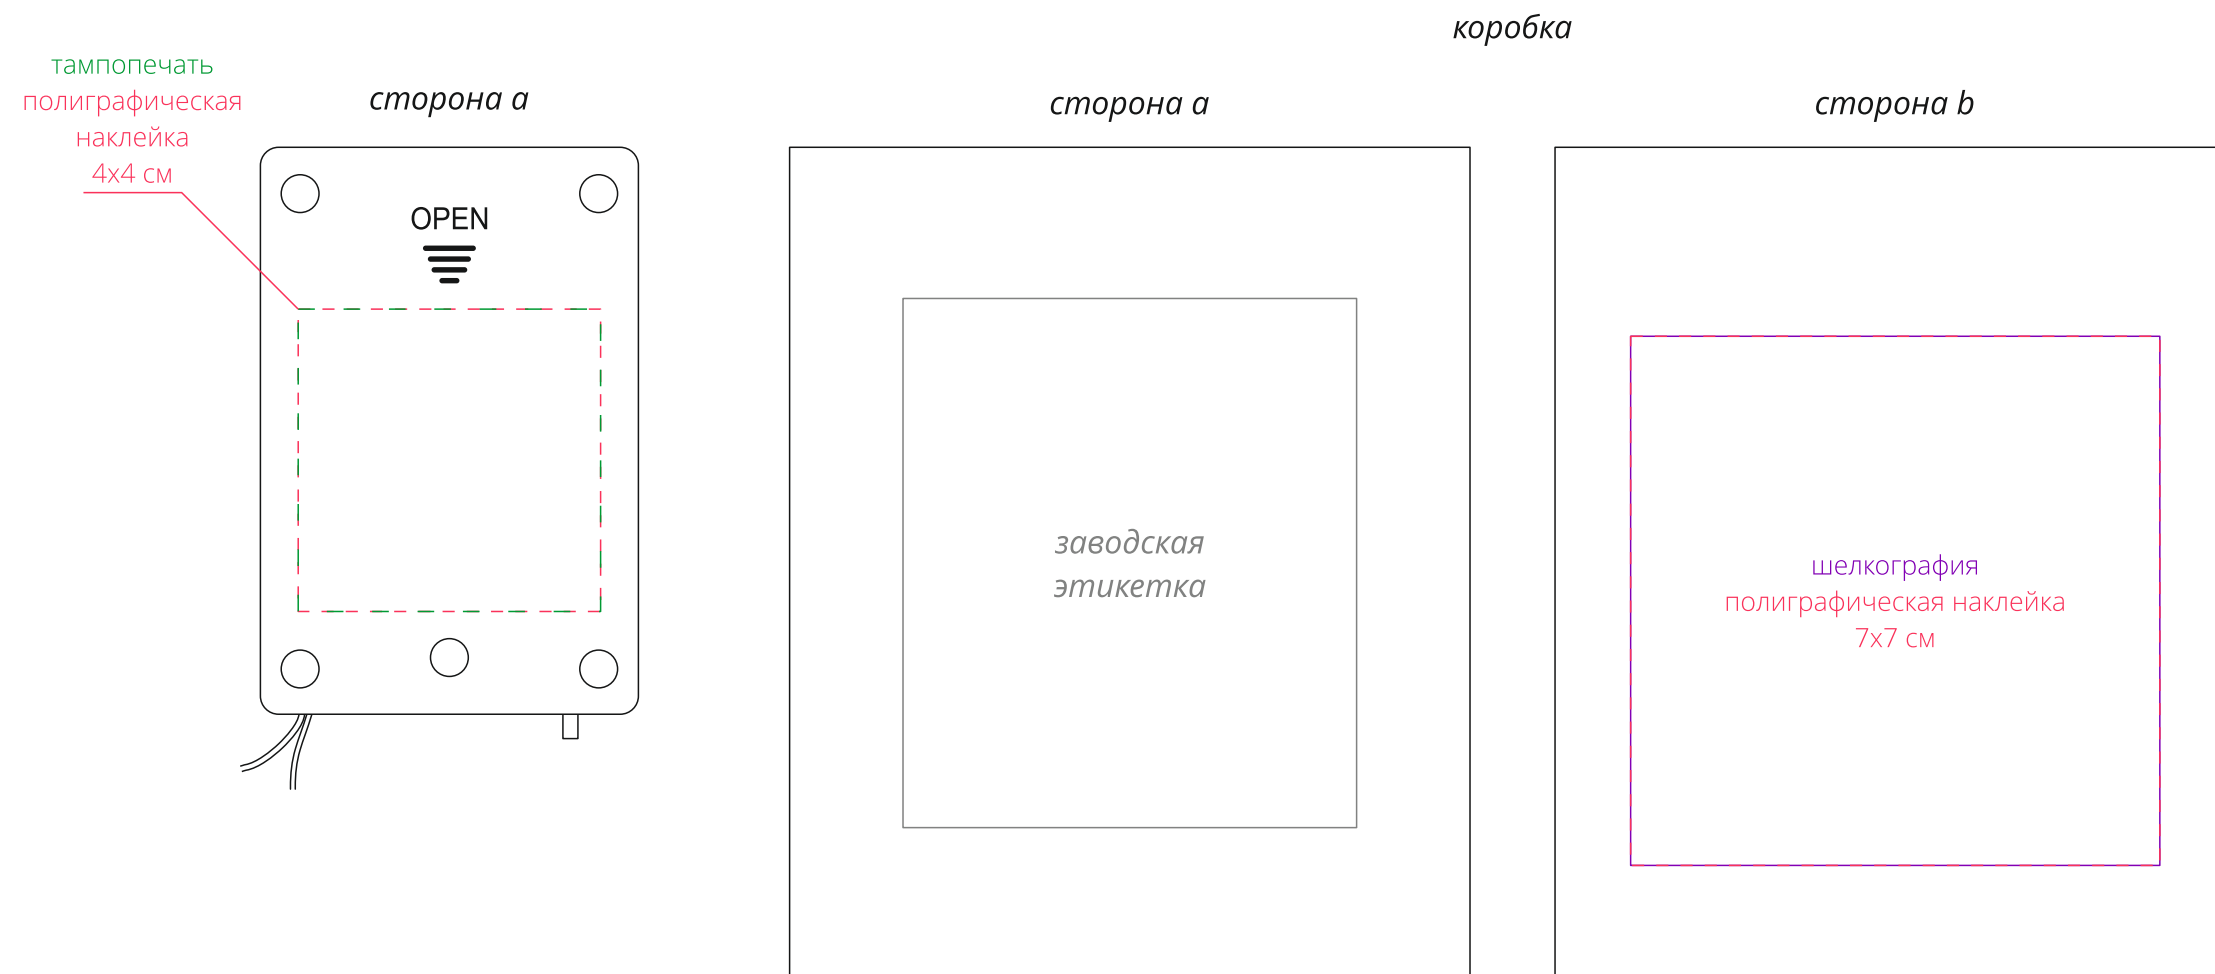 коробка
тампопечать
полиграфическая
наклейка
4х4 см
сторона a
OPEN
сторона a
заводская
этикетка
сторона b
шелкография
полиграфическая наклейка
7х7 см